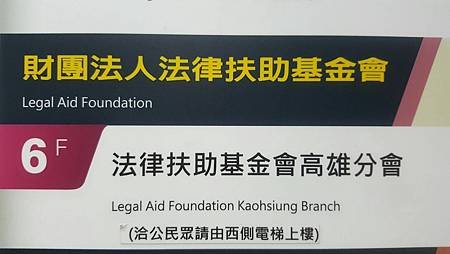 財團法人法律扶助基金會
Legal Aid Foundation
6F
法律扶助基金會高雄分會
Legal Aid Foundation Kaohsiung Branch
(洽公民眾請由西側電梯上樓)